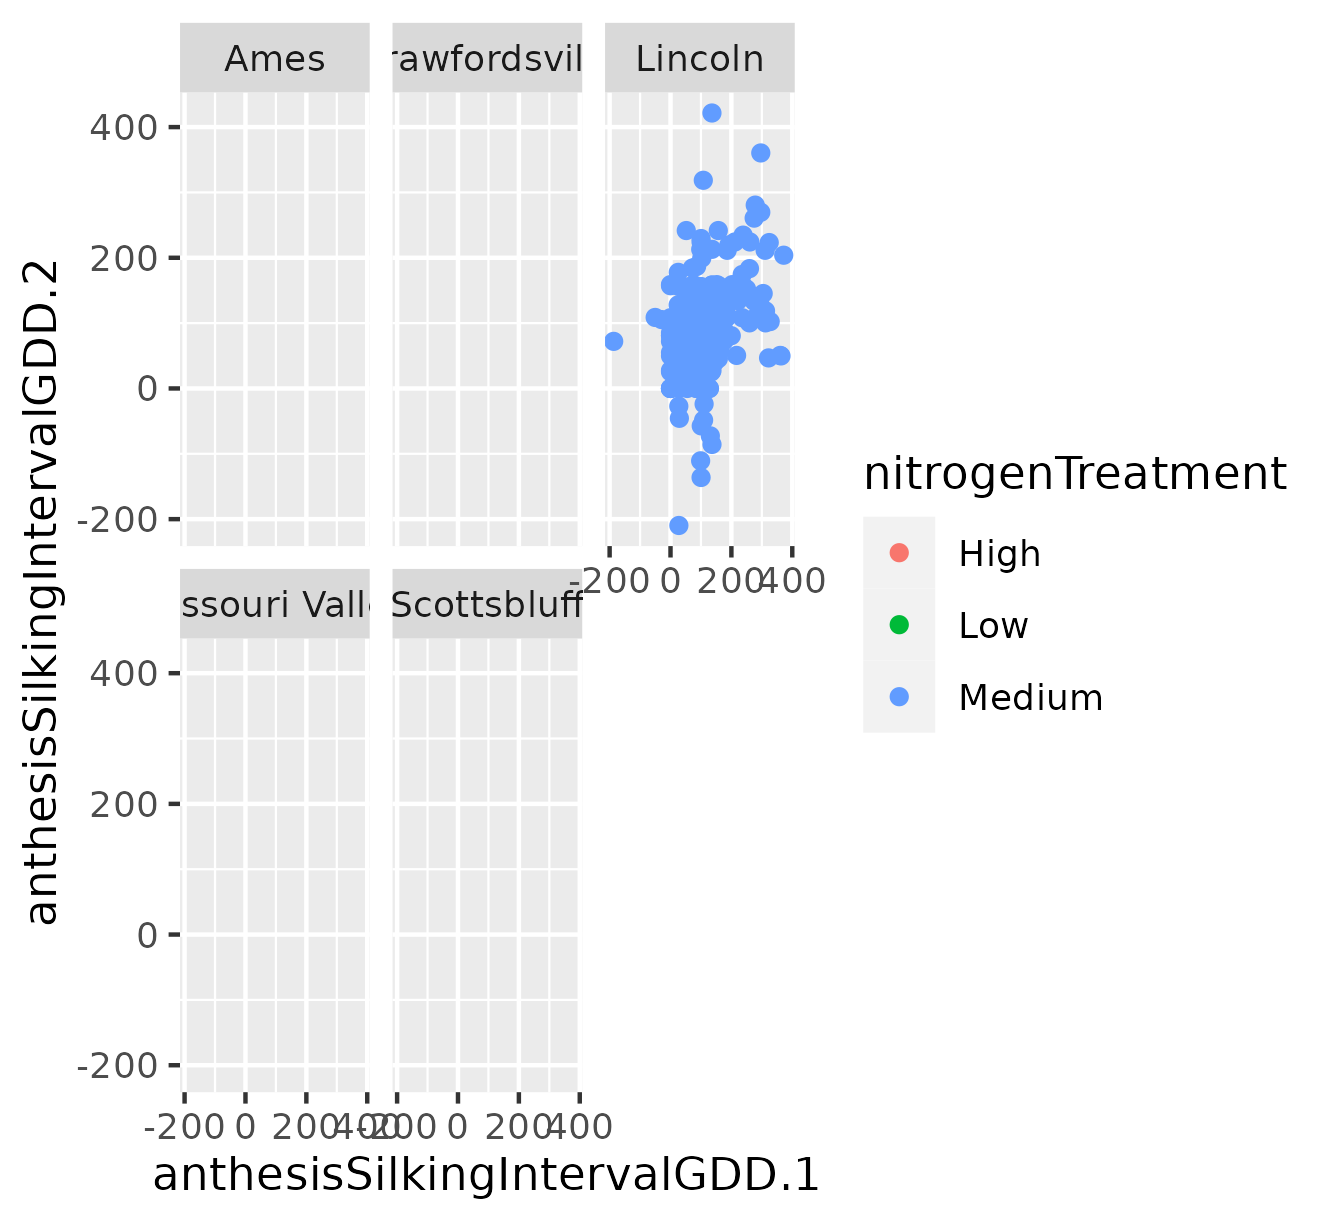 Ames
rawfordsvil
Lincoln
400
200
0
-200
-200 0 200 400
ssouri Valle
Scottsbluff
400
200
0
-200
-200 0 200 400
-200 0 200 400
anthesisSilkingIntervalGDD.1
anthesisSilkingIntervalGDD.2
nitrogenTreatment
High
Low
Medium